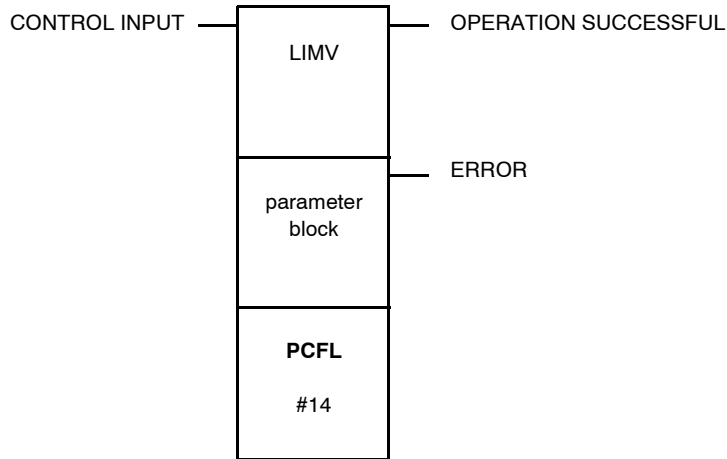 CONTROL INPUT
OPERATION SUCCESSFUL
LIMV
ERROR
parameter
block
PCFL
#14